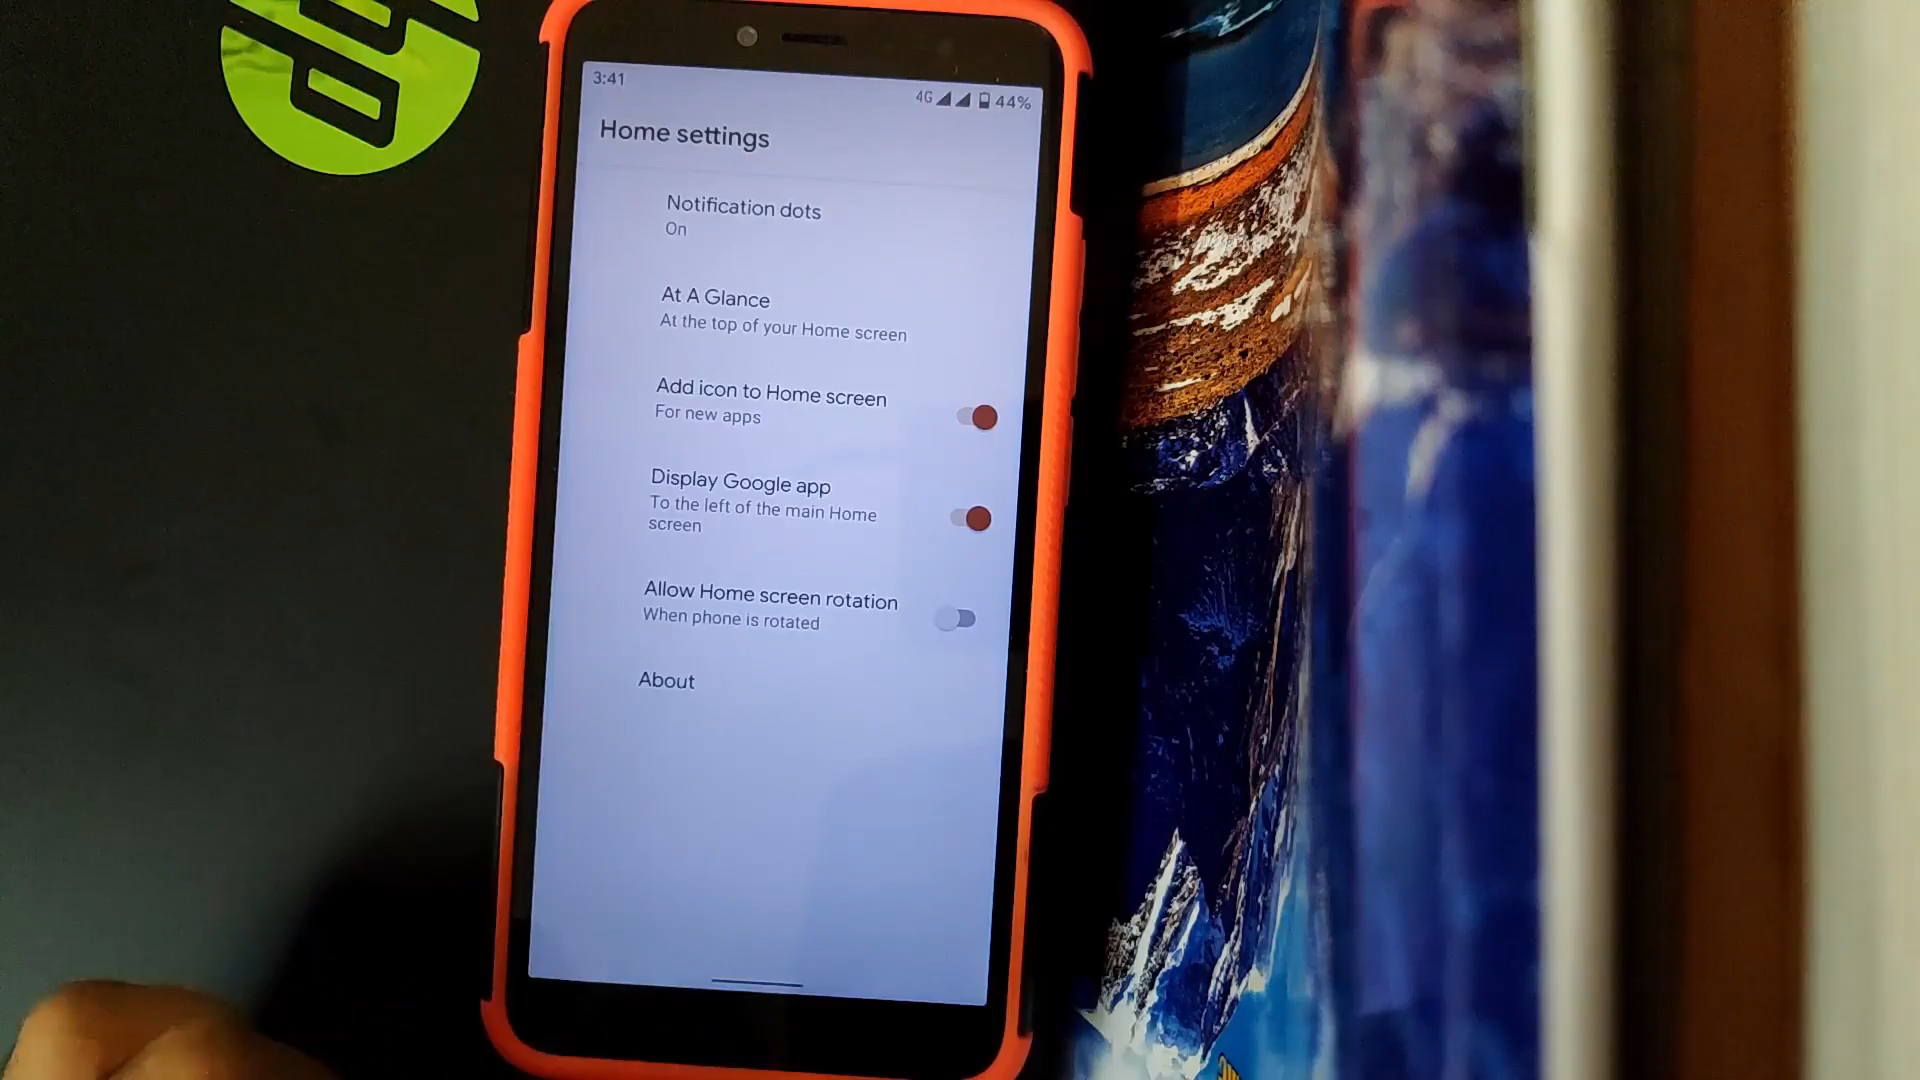 hp
3:41
4G 44%
Home settings
Notification dots
On
At A Glance
At the top of your Home screen
Add icon to Home screen
For new apps
Display Google app
To the left of the main Home
screen
Allow Home screen rotation
When phone is rotated
About